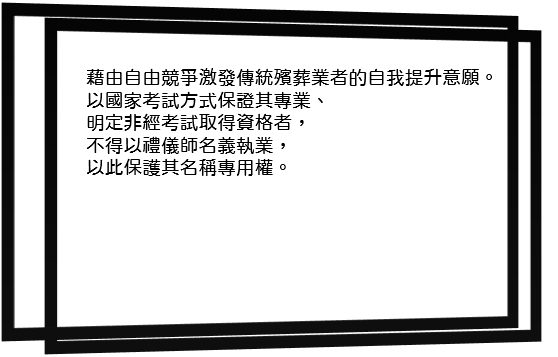 藉由自由競爭激發傳統殯葬業者的自我提升意願。
以國家考試方式保證其專業、
明定非經考試取得資格者，
不得以禮儀師名義執業，
以此保護其名稱專用權。